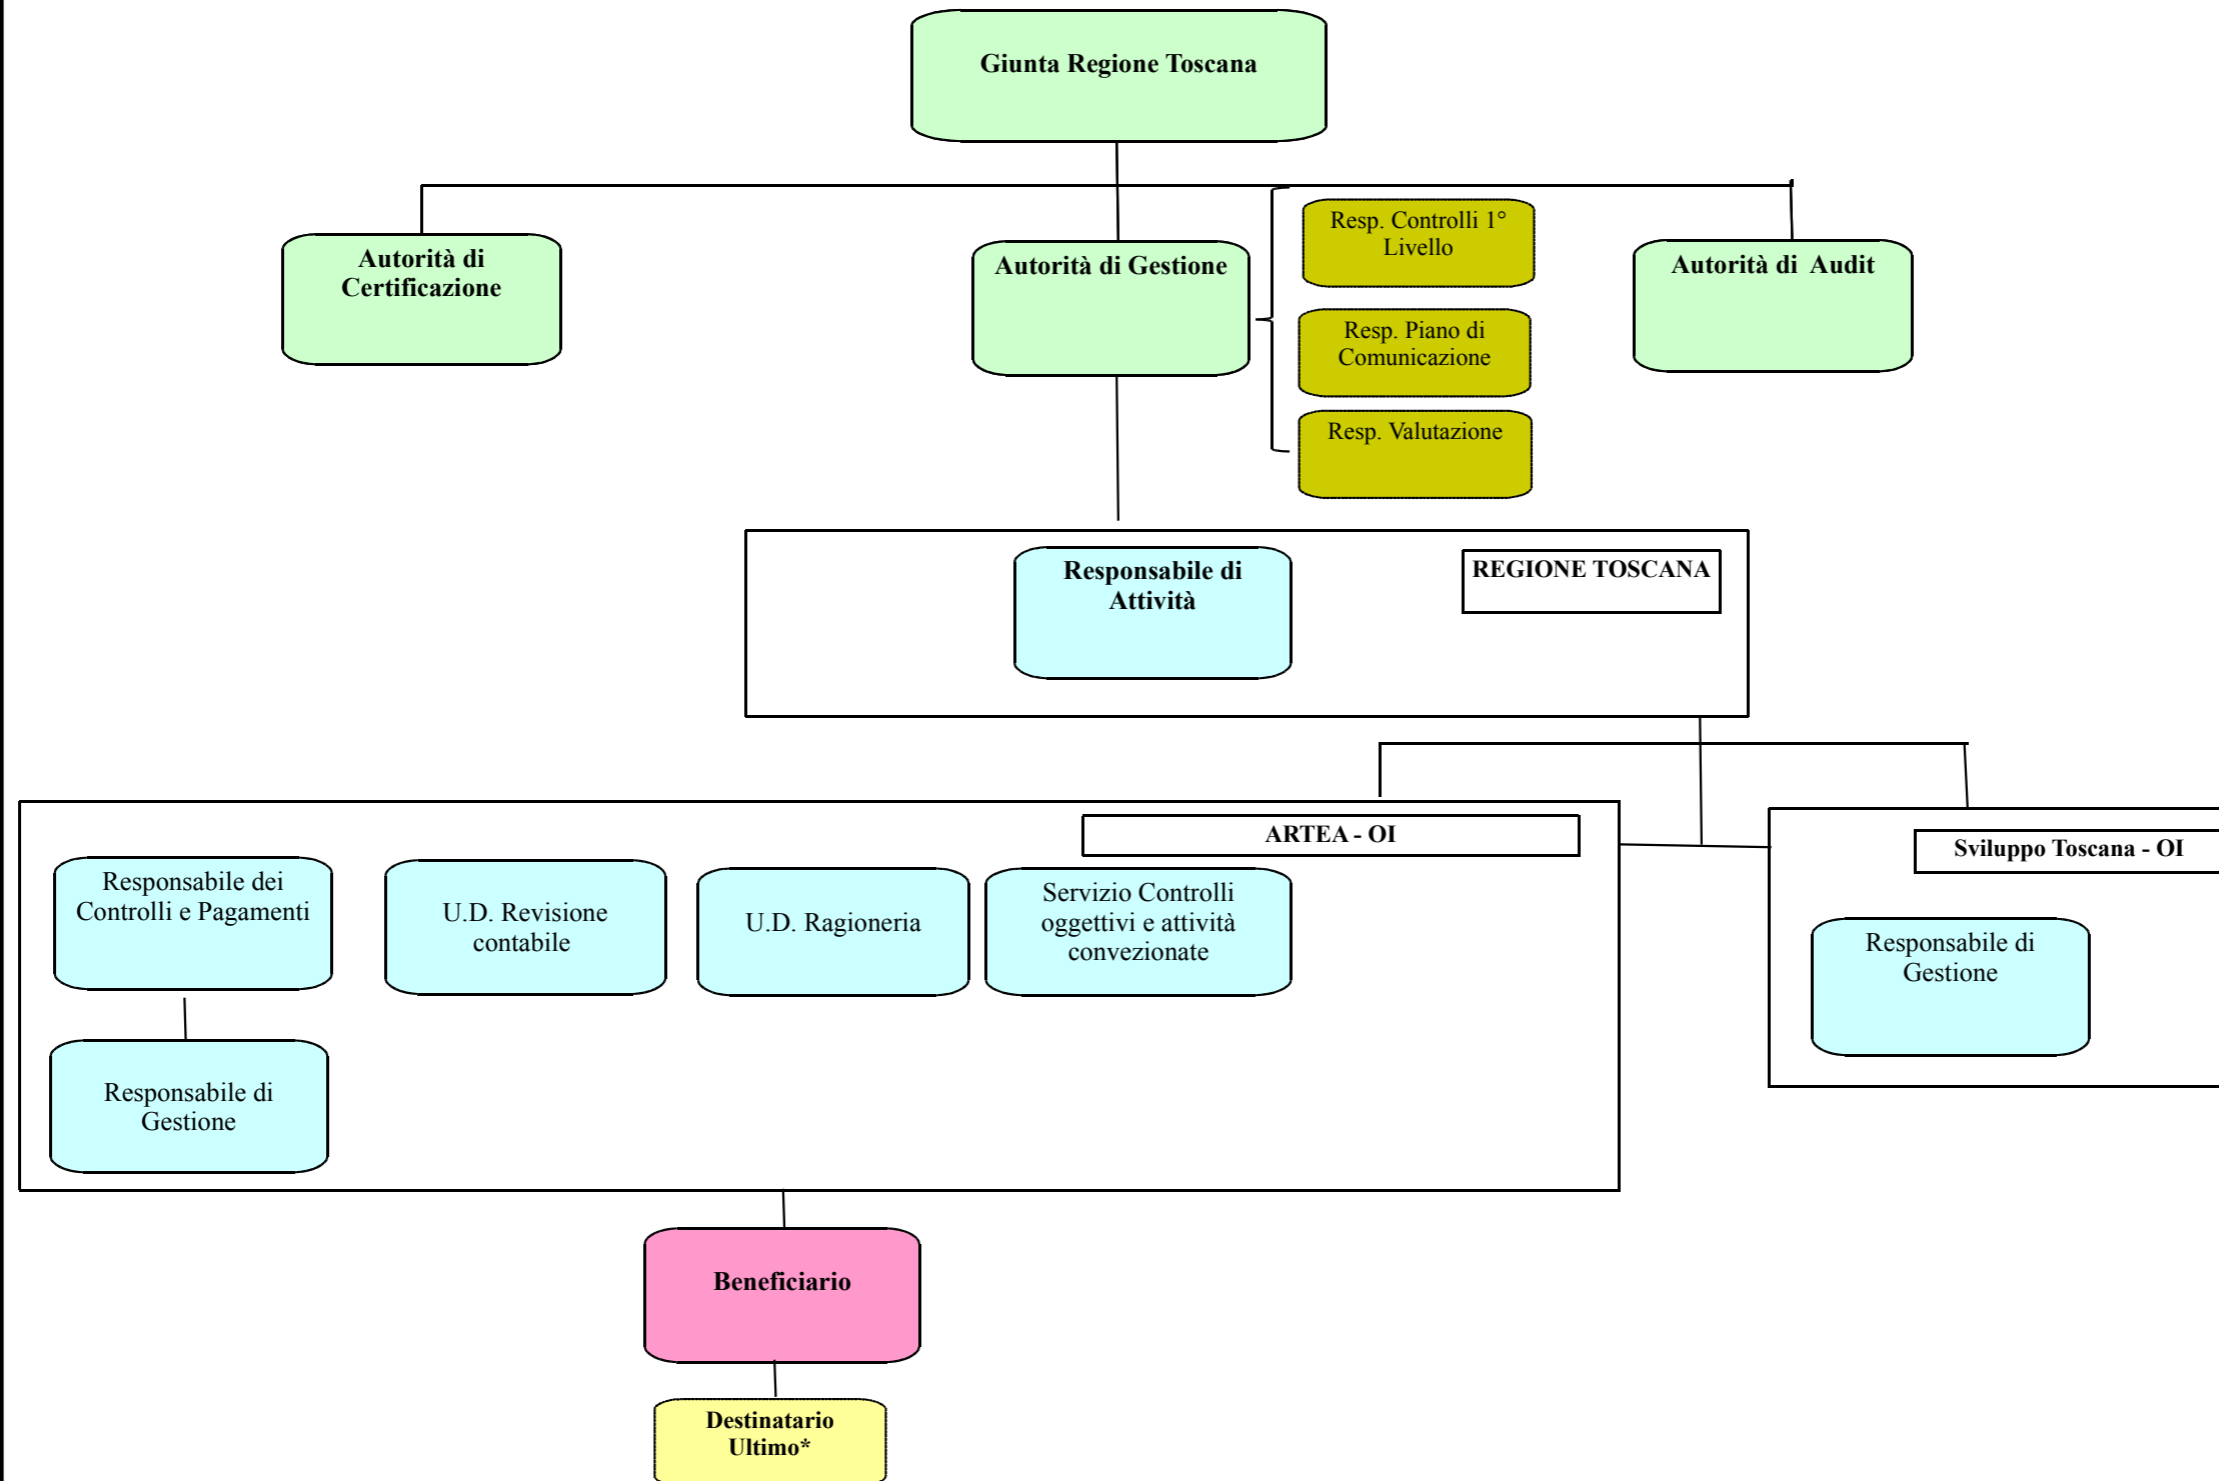 Giunta Regione Toscana
Autorità di
Certificazione
Autorità di Gestione
Resp. Controlli 1°
Livello
Resp. Piano di
Comunicazione
Resp. Valutazione
Autorità di  Audit
Responsabile di
Attività
REGIONE TOSCANA
ARTEA - OI
Responsabile dei
Controlli e Pagamenti
U.D. Revisione
contabile
U.D. Ragioneria
Servizio Controlli
oggettivi e attività
convezionate
Responsabile di
Gestione
Sviluppo Toscana - OI
Responsabile di
Gestione
Beneficiario
Destinatario
Ultimo*